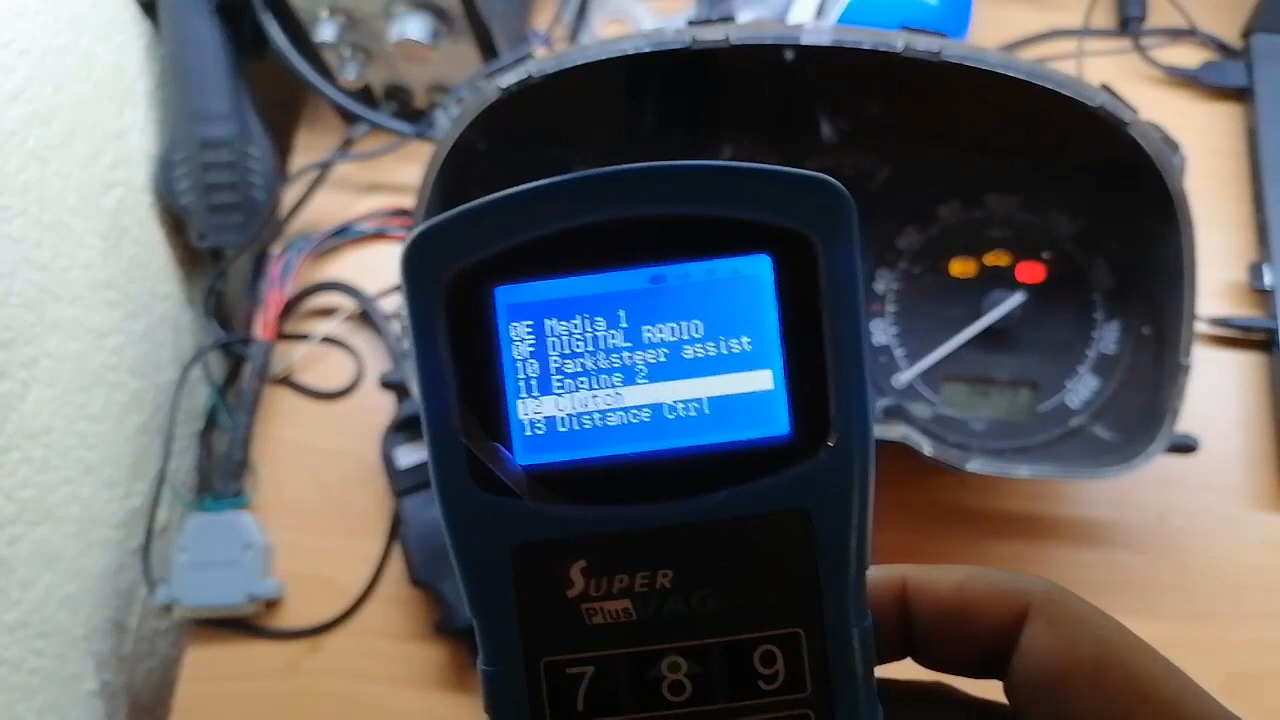 0E Media 1
0F DIGITAL RADIO
10 Park&steer assist
11 Engine 2
12 Clutch
13 Distance Ctrl
SUPER
Plus VAG
7 8 9